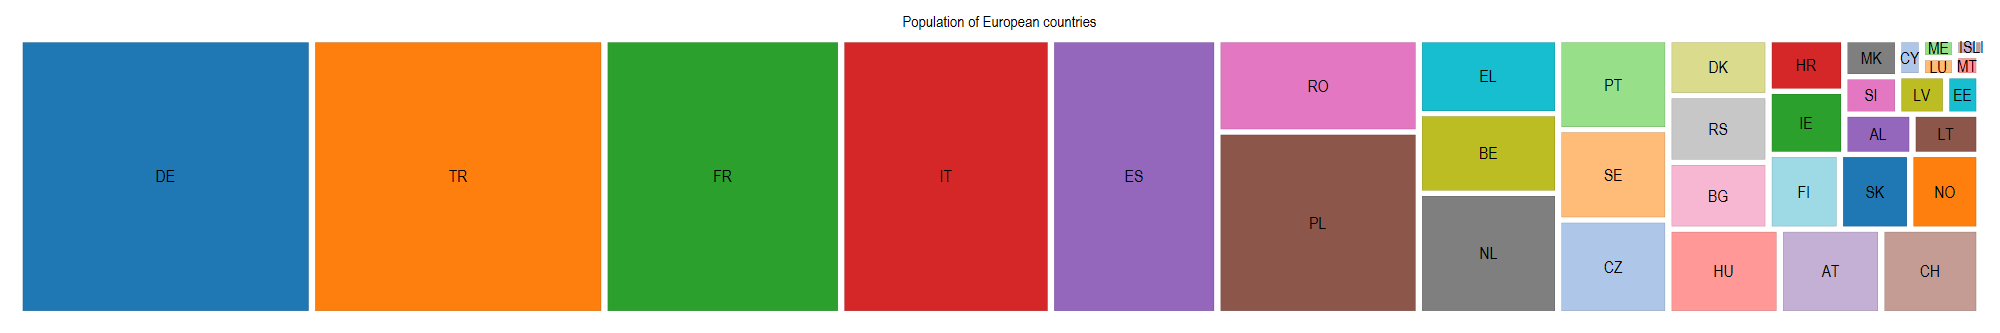 Population of European countries
DE
TR
FR
IT
ES
RO
PL
EL
BE
NL
PT
SE
CZ
DK
RS
BG
HU
HR
IE
FI
SK
NO
AT
CH
MK
CY
ME
IS
LI
LU
MT
SI
LV
EE
AL
LT